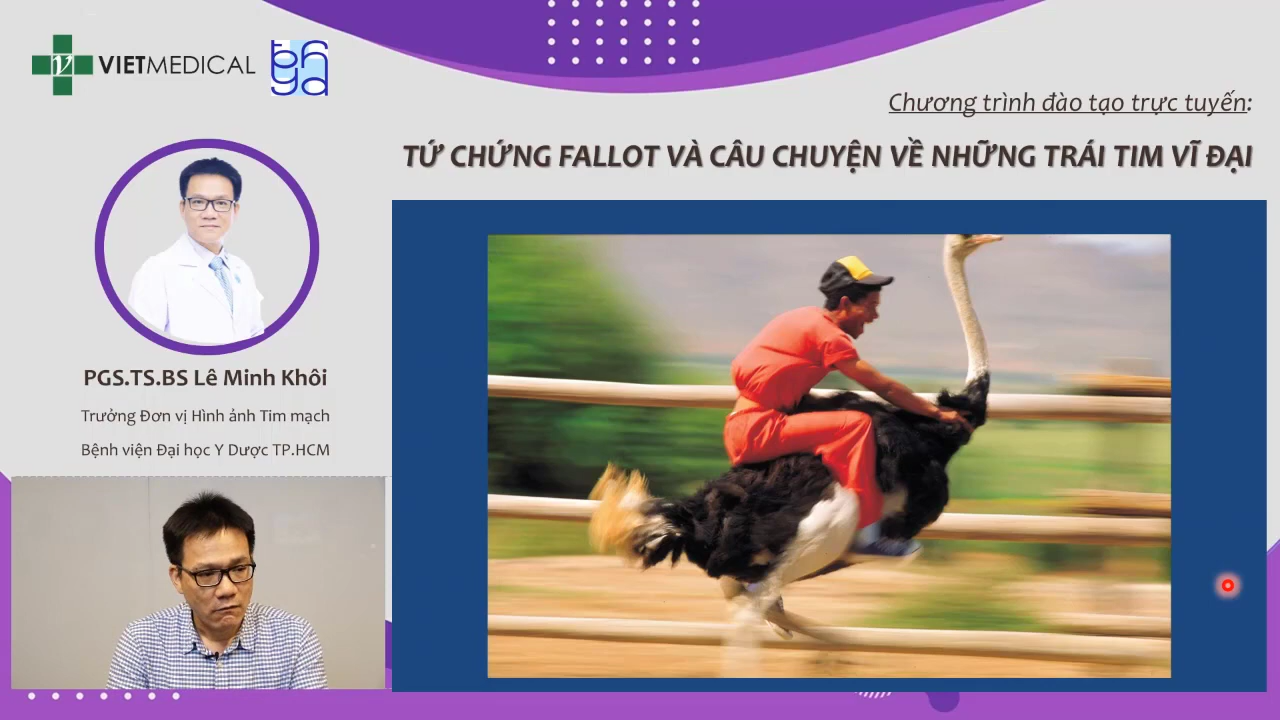 VIETMEDICAL
Chương trình đào tạo trực tuyến:
TỨ CHỨNG FALLOT VÀ CÂU CHUYỆN VỀ NHỮNG TRÁI TIM VĨ ĐẠI
PGS.TS.BS Lê Minh Khôi
Trưởng Đơn vị Hình ảnh Tim mạch
Bệnh viện Đại học Y Dược TP.HCM